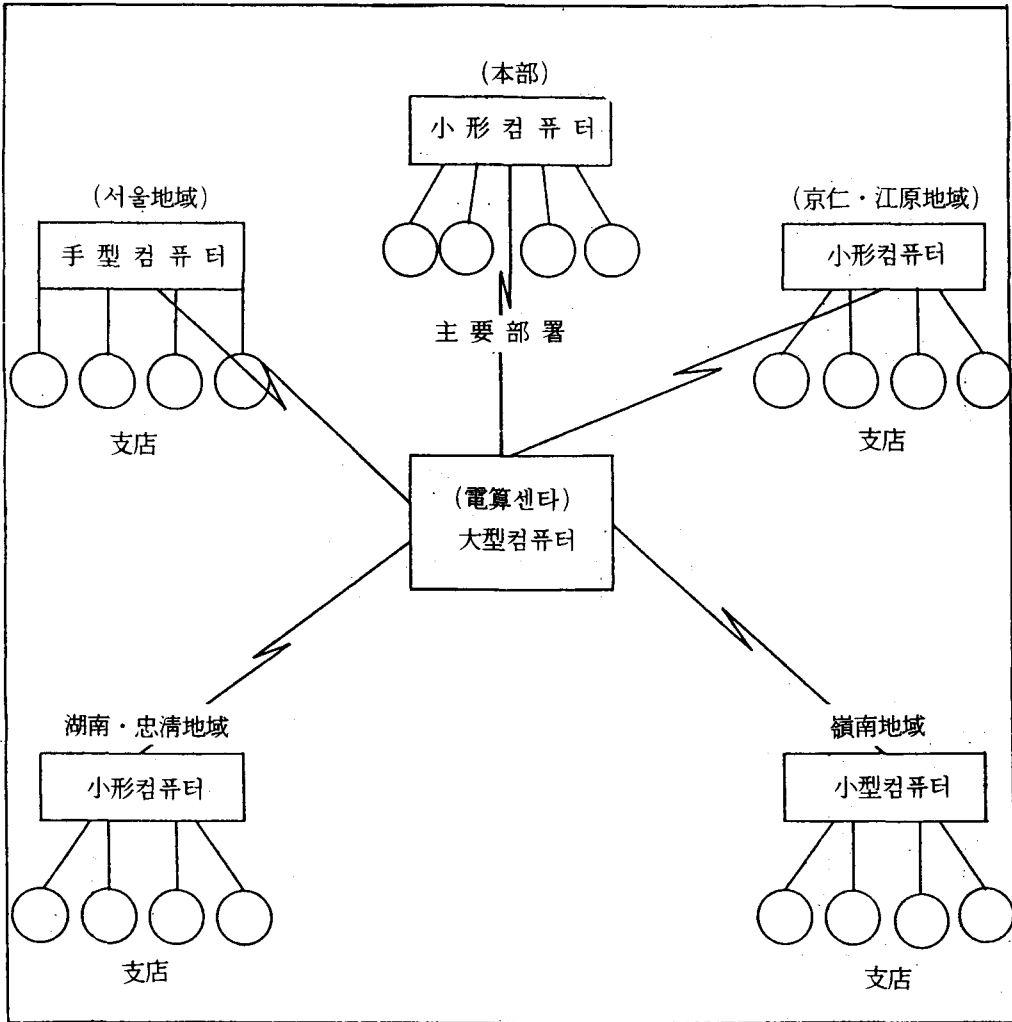 (本部)
小形컴퓨터
(서울地域)
手型컴퓨터
(京仁·江原地域)
小形컴퓨터
主要部署
支店
支店
(電算센타)
大型컴퓨터
湖南·忠淸地域
小形컴퓨터
嶺南地域
小型컴퓨터
支店
支店